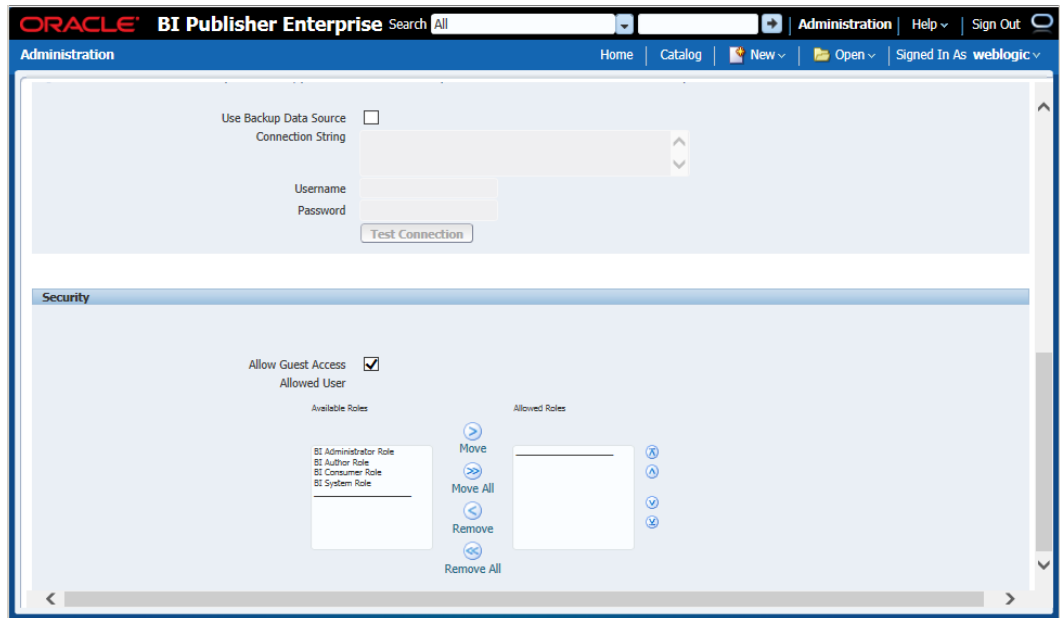 ORACLE BI Publisher Enterprise Search All Administration Help Sign Out
Administration Home Catalog New Open Signed In As weblogic
Use Backup Data Source
Connection String
Username
Password
Test Connection
Security
Allow Guest Access
Allowed User
Available Roles Allowed Roles
BI Administrator Role
BI Author Role
BI Consumer Role
BI System Role
Move
Move All
Remove
Remove All